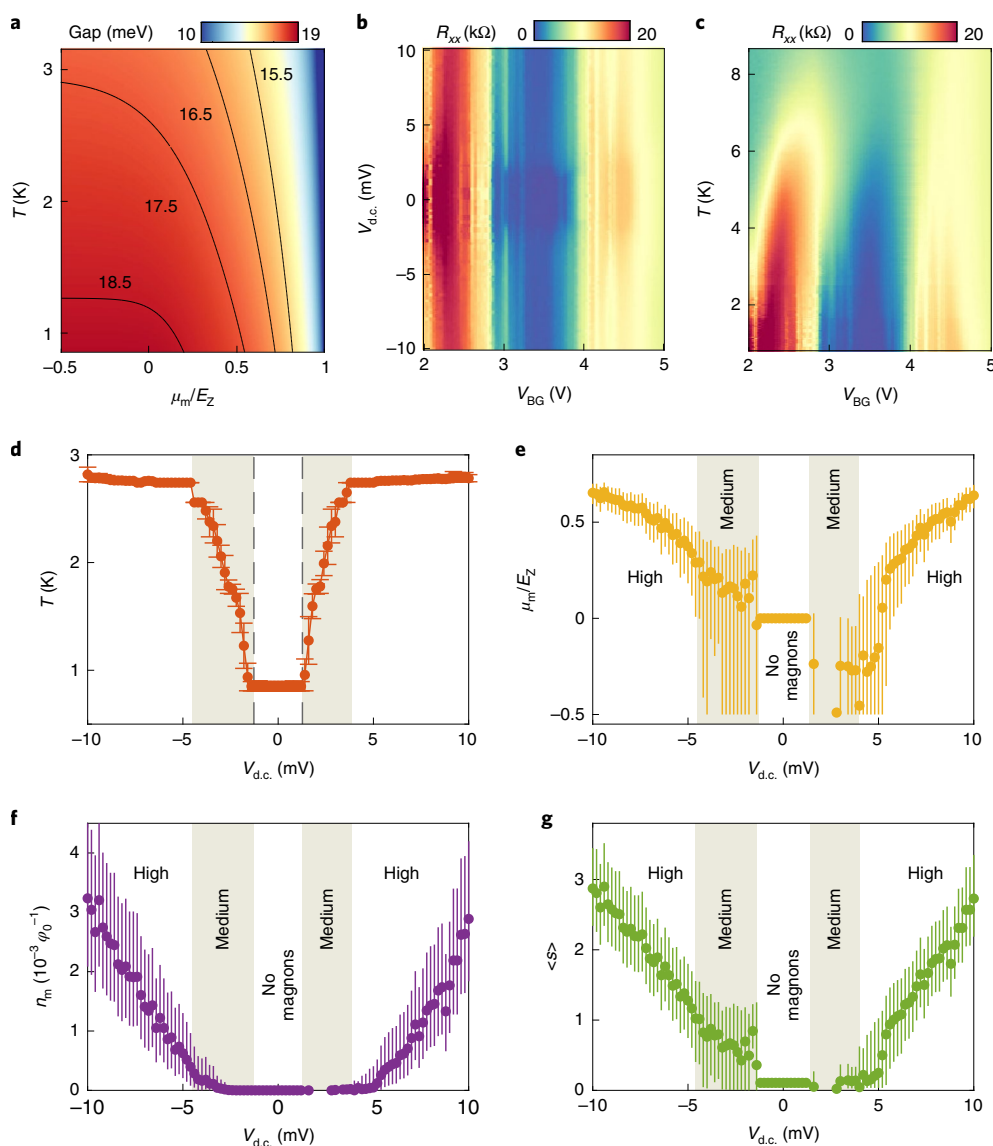 a
Gap (meV)
10
19
3
2
1
T (K)
15.5
16.5
17.5
18.5
−0.5
0
0.5
1
μm/EZ
b
Rxx (kΩ)
0
20
10
5
0
−5
−10
Vd.c. (mV)
2
3
4
5
VBG (V)
c
Rxx (kΩ)
0
20
8
6
4
2
T (K)
2
3
4
5
VBG (V)
d
3
2
1
T (K)
−10
−5
0
5
10
Vd.c. (mV)
e
0.5
0
−0.5
μm/EZ
High
Medium
No
magnons
Medium
High
−10
−5
0
5
10
Vd.c. (mV)
f
4
3
2
1
0
nm (10−3 φ0−1)
High
Medium
No
magnons
Medium
High
−10
−5
0
5
10
Vd.c. (mV)
g
3
2
1
0
<s>
High
Medium
No
magnons
Medium
High
−10
−5
0
5
10
Vd.c. (mV)